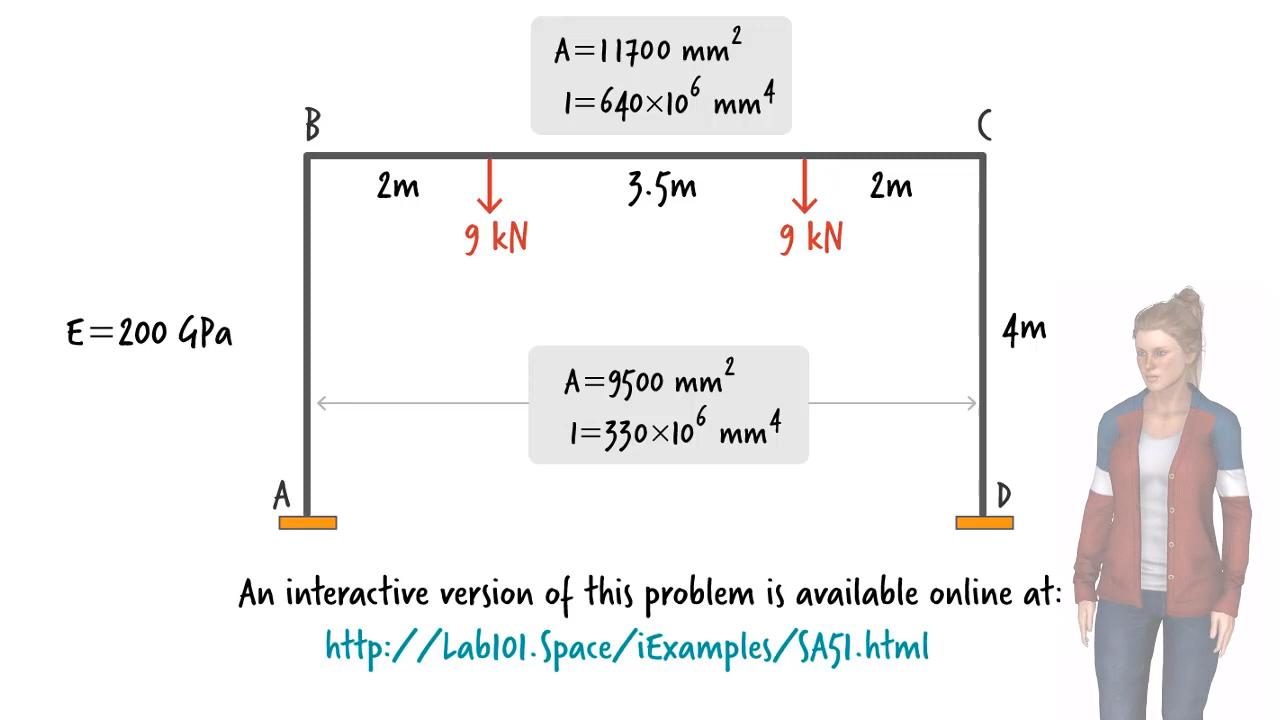 A=11700 mm²
I=640×10⁶ mm⁴
B
C
2m
3.5m
2m
9 kN
9 kN
E=200 GPa
4m
A=9500 mm²
I=330×10⁶ mm⁴
A
D
An interactive version of this problem is available online at:
http://Lab101.Space/iExamples/SA51.html